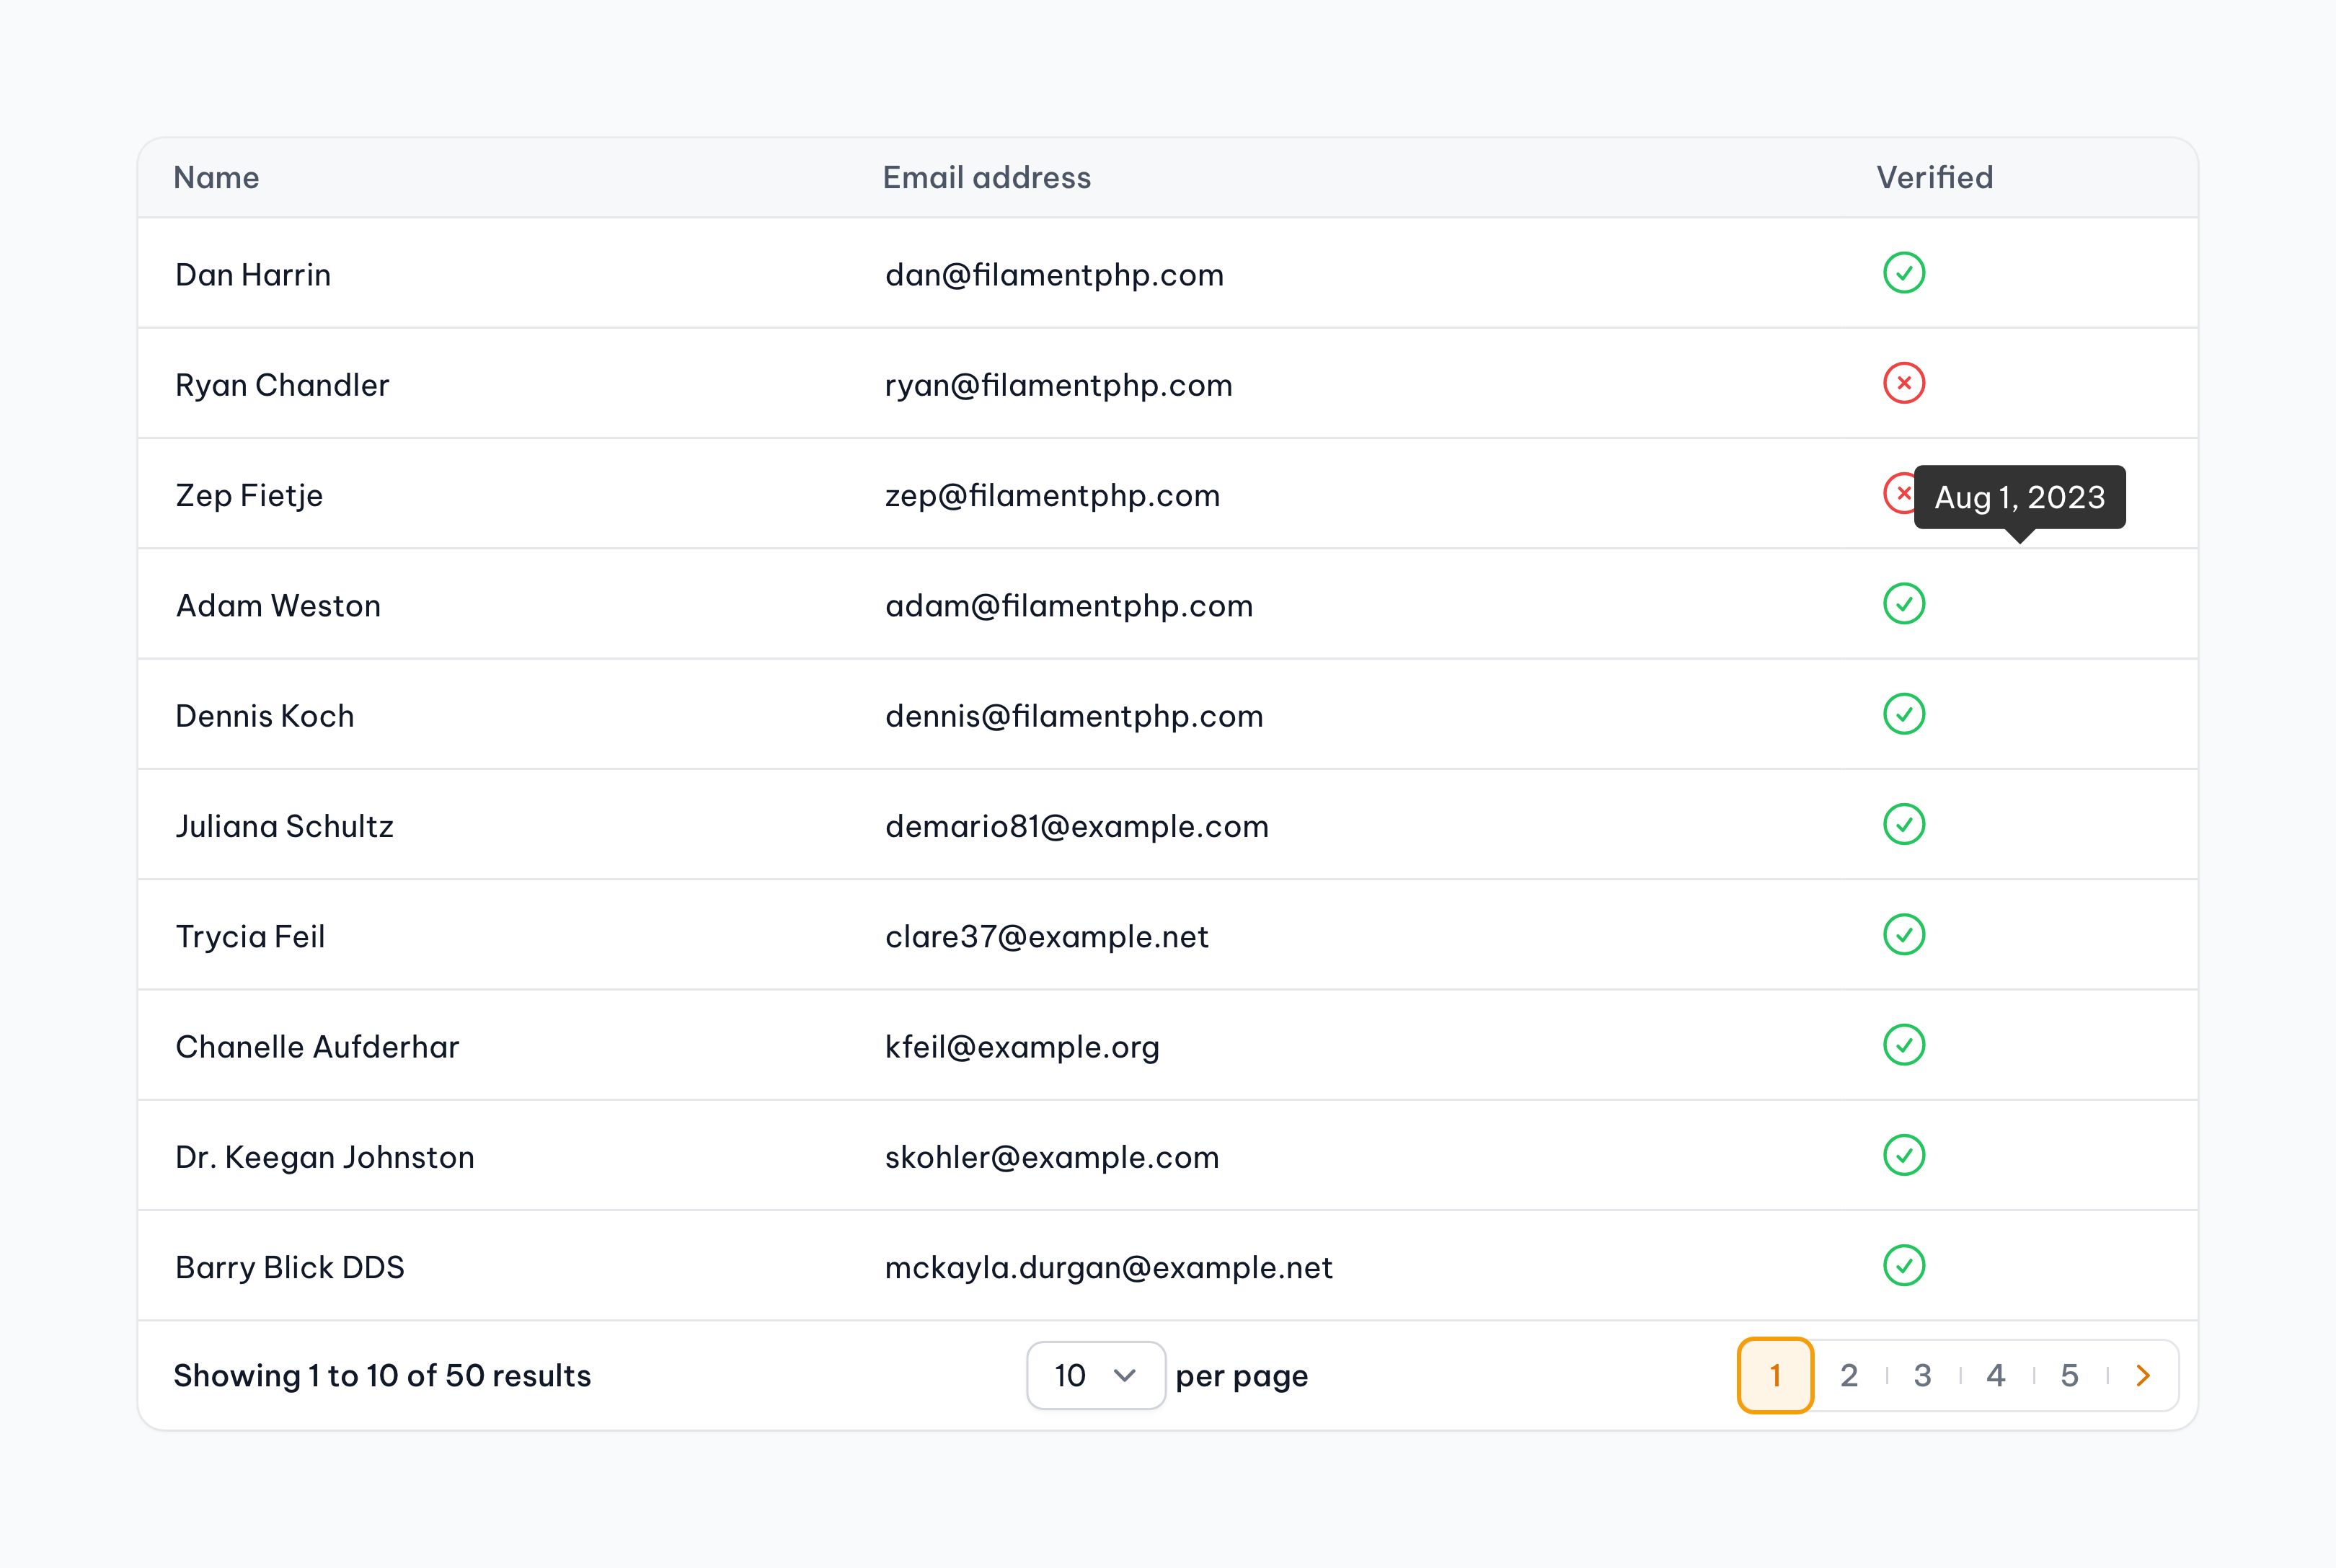 Name Email address Verified
Dan Harrin dan@filamentphp.com
Ryan Chandler ryan@filamentphp.com
Zep Fietje zep@filamentphp.com Aug 1, 2023
Adam Weston adam@filamentphp.com
Dennis Koch dennis@filamentphp.com
Juliana Schultz demario81@example.com
Trycia Feil clare37@example.net
Chanelle Aufderhar kfeil@example.org
Dr. Keegan Johnston skohler@example.com
Barry Blick DDS mckayla.durgan@example.net
Showing 1 to 10 of 50 results 10 per page 1 2 3 4 5